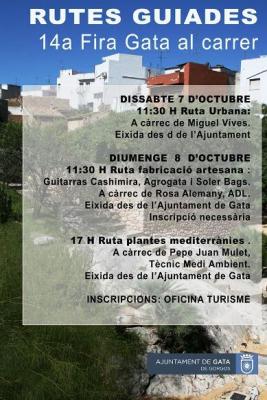 RUTES GUIADES
14a Fira Gata al carrer
DISSABTE 7 D'OCTUBRE
11:30 H Ruta Urbana:
A càrrec de Miguel Vives.
Eixida des d de l'Ajuntament
DIUMENGE 8 D'OCTUBRE
11:30 H Ruta fabricació artesana :
Guitarras Cashimira, Agrogata i Soler Bags.
A càrrec de Rosa Alemany, ADL.
Eixida des de l'Ajuntament de Gata
Inscripció necessària
17 H Ruta plantes mediterrànies .
A càrrec de Pepe Juan Mulet,
Tècnic Medi Ambient.
Eixida des de l'Ajuntament de Gata
INSCRIPCIONS: OFICINA TURISME
AJUNTAMENT DE GATA
DE GORGOS